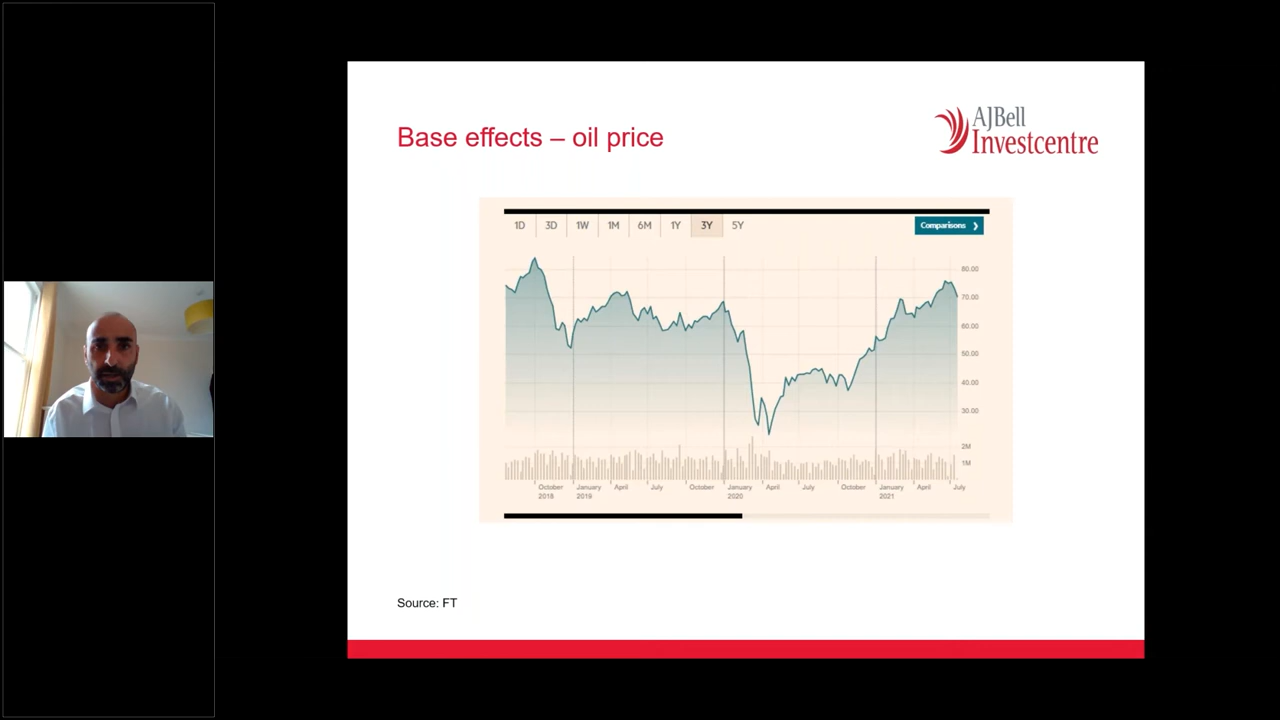 Base effects – oil price
AJBell
Investcentre
1D 3D 1W 1M 6M 1Y 3Y 5Y
Comparisons ❯
80.00
70.00
60.00
50.00
40.00
30.00
2M
1M
October January April July October January April July October January April July
2018 2019 2020 2021
Source: FT